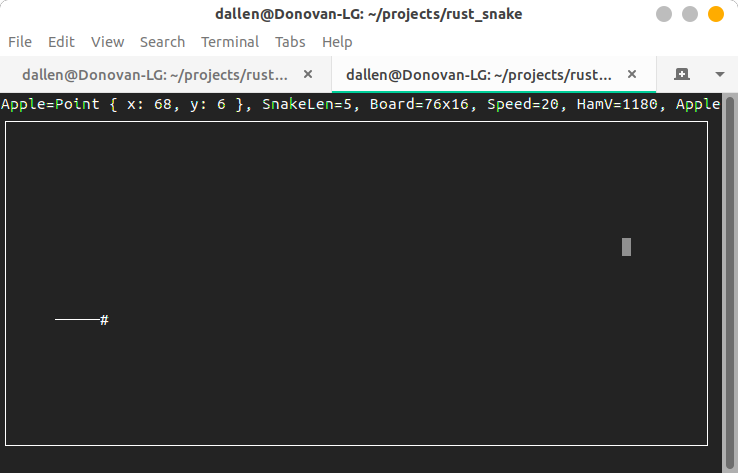 dallen@Donovan-LG: ~/projects/rust_snake
File Edit View Search Terminal Tabs Help
dallen@Donovan-LG: ~/projects/rust... × dallen@Donovan-LG: ~/projects/rust... ×
Apple=Point { x: 68, y: 6 }, SnakeLen=5, Board=76x16, Speed=20, HamV=1180, Apple
──────#